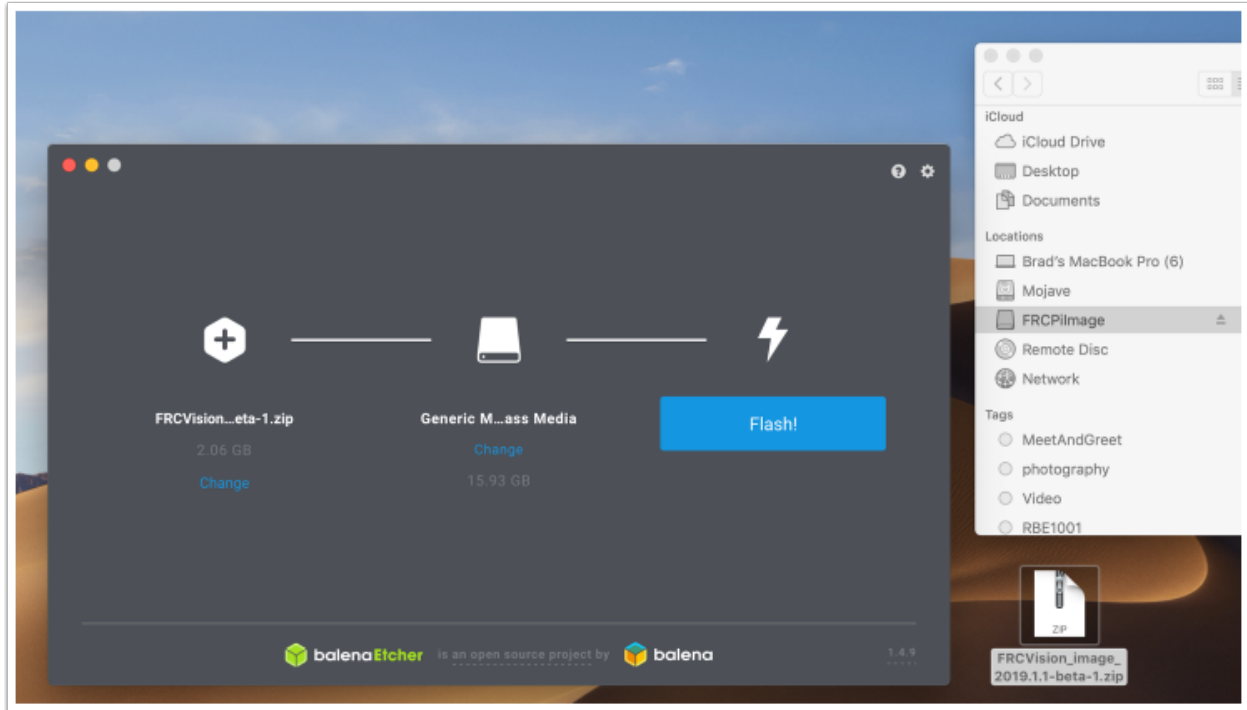 iCloud
iCloud Drive
Desktop
Documents
Locations
Brad's MacBook Pro (6)
Mojave
FRCPiImage
Remote Disc
Network
Tags
MeetAndGreet
photography
Video
RBE1001
FRCVision...eta-1.zip
2.06 GB
Change
Generic M...ass Media
Change
15.93 GB
Flash!
balenaEtcher is an open source project by balena
1.4.9
ZIP
FRCVision_image_
2019.1.1-beta-1.zip